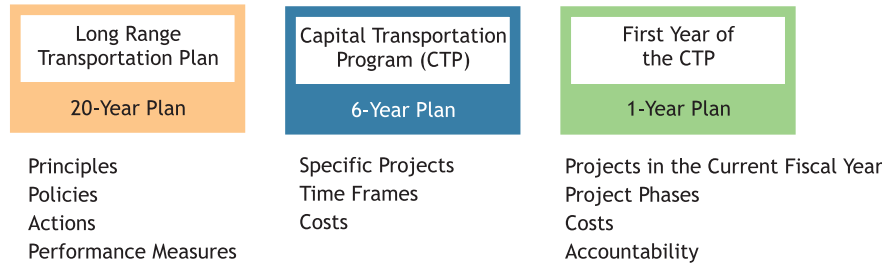 Long Range
Transportation Plan
20-Year Plan
Principles
Policies
Actions
Performance Measures
Capital Transportation
Program (CTP)
6-Year Plan
Specific Projects
Time Frames
Costs
First Year of
the CTP
1-Year Plan
Projects in the Current Fiscal Year
Project Phases
Costs
Accountability